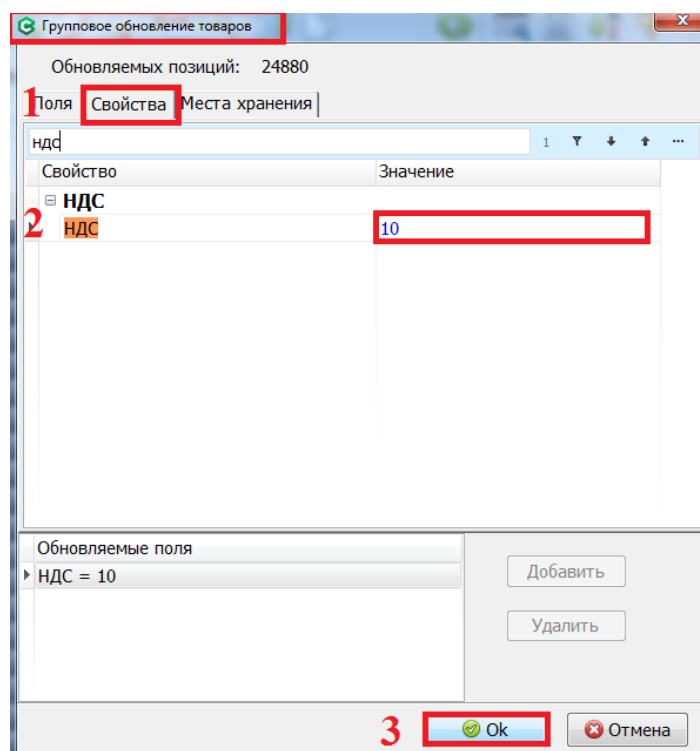 Групповое обновление товаров
Обновляемых позиций: 24880
1 Поля Свойства Места хранения
ндс 1
Свойство Значение
НДС
2 НДС 10
Обновляемые поля
НДС = 10
Добавить
Удалить
3 Ok Отмена